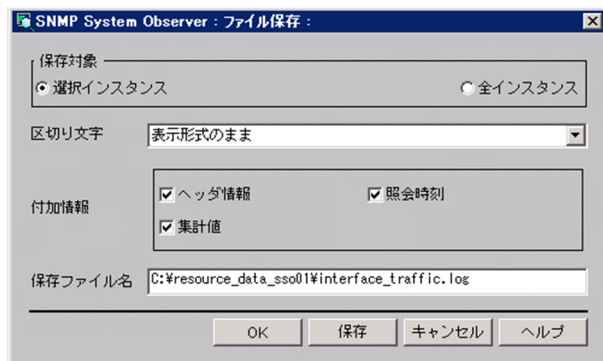 SNMP System Observer : ファイル保存 :
保存対象
選択インスタンス 全インスタンス
区切り文字 表示形式のまま
付加情報
ヘッダ情報 照会時刻
集計値
保存ファイル名 C:¥resource_data_sso01¥interface_traffic.log
OK 保存 キャンセル ヘルプ